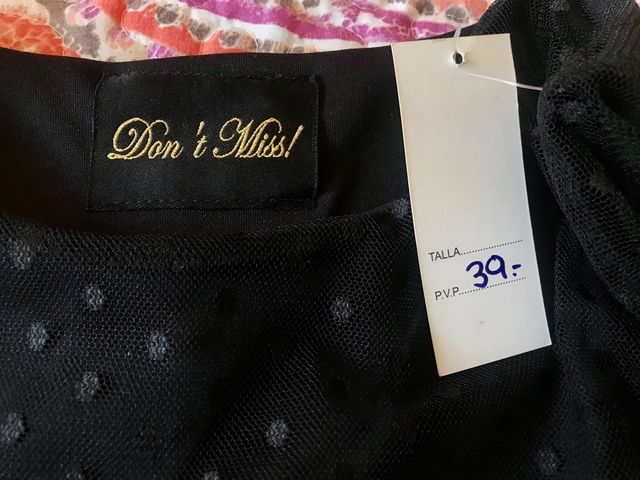 Don't Miss!
TALLA........................
P.V.P. 39.-